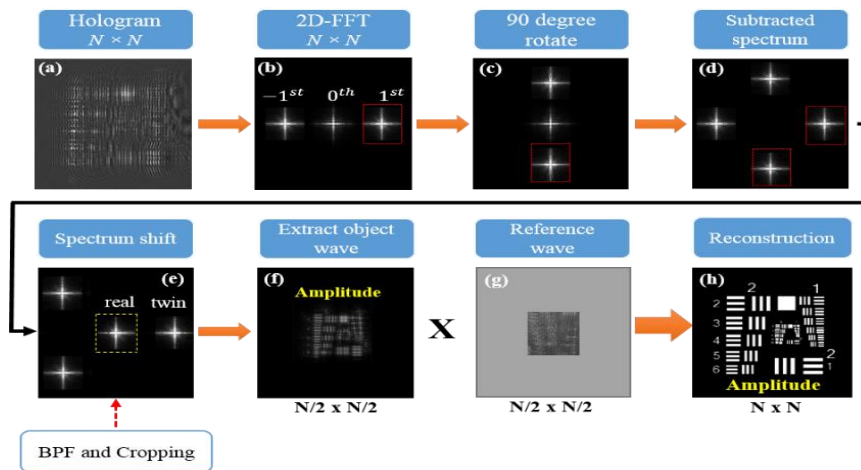 Hologram
N × N
2D-FFT
N × N
90 degree
rotate
Subtracted
spectrum
(a)
(b)
−1ˢᵗ 0ᵗʰ 1ˢᵗ
(c)
(d)
Spectrum shift
Extract object
wave
Reference
wave
Reconstruction
(e)
real twin
(f)
Amplitude
X
(g)
(h)
2 1
2
3
4
5
6
2
1
Amplitude
N/2 x N/2
N/2 x N/2
N x N
BPF and Cropping